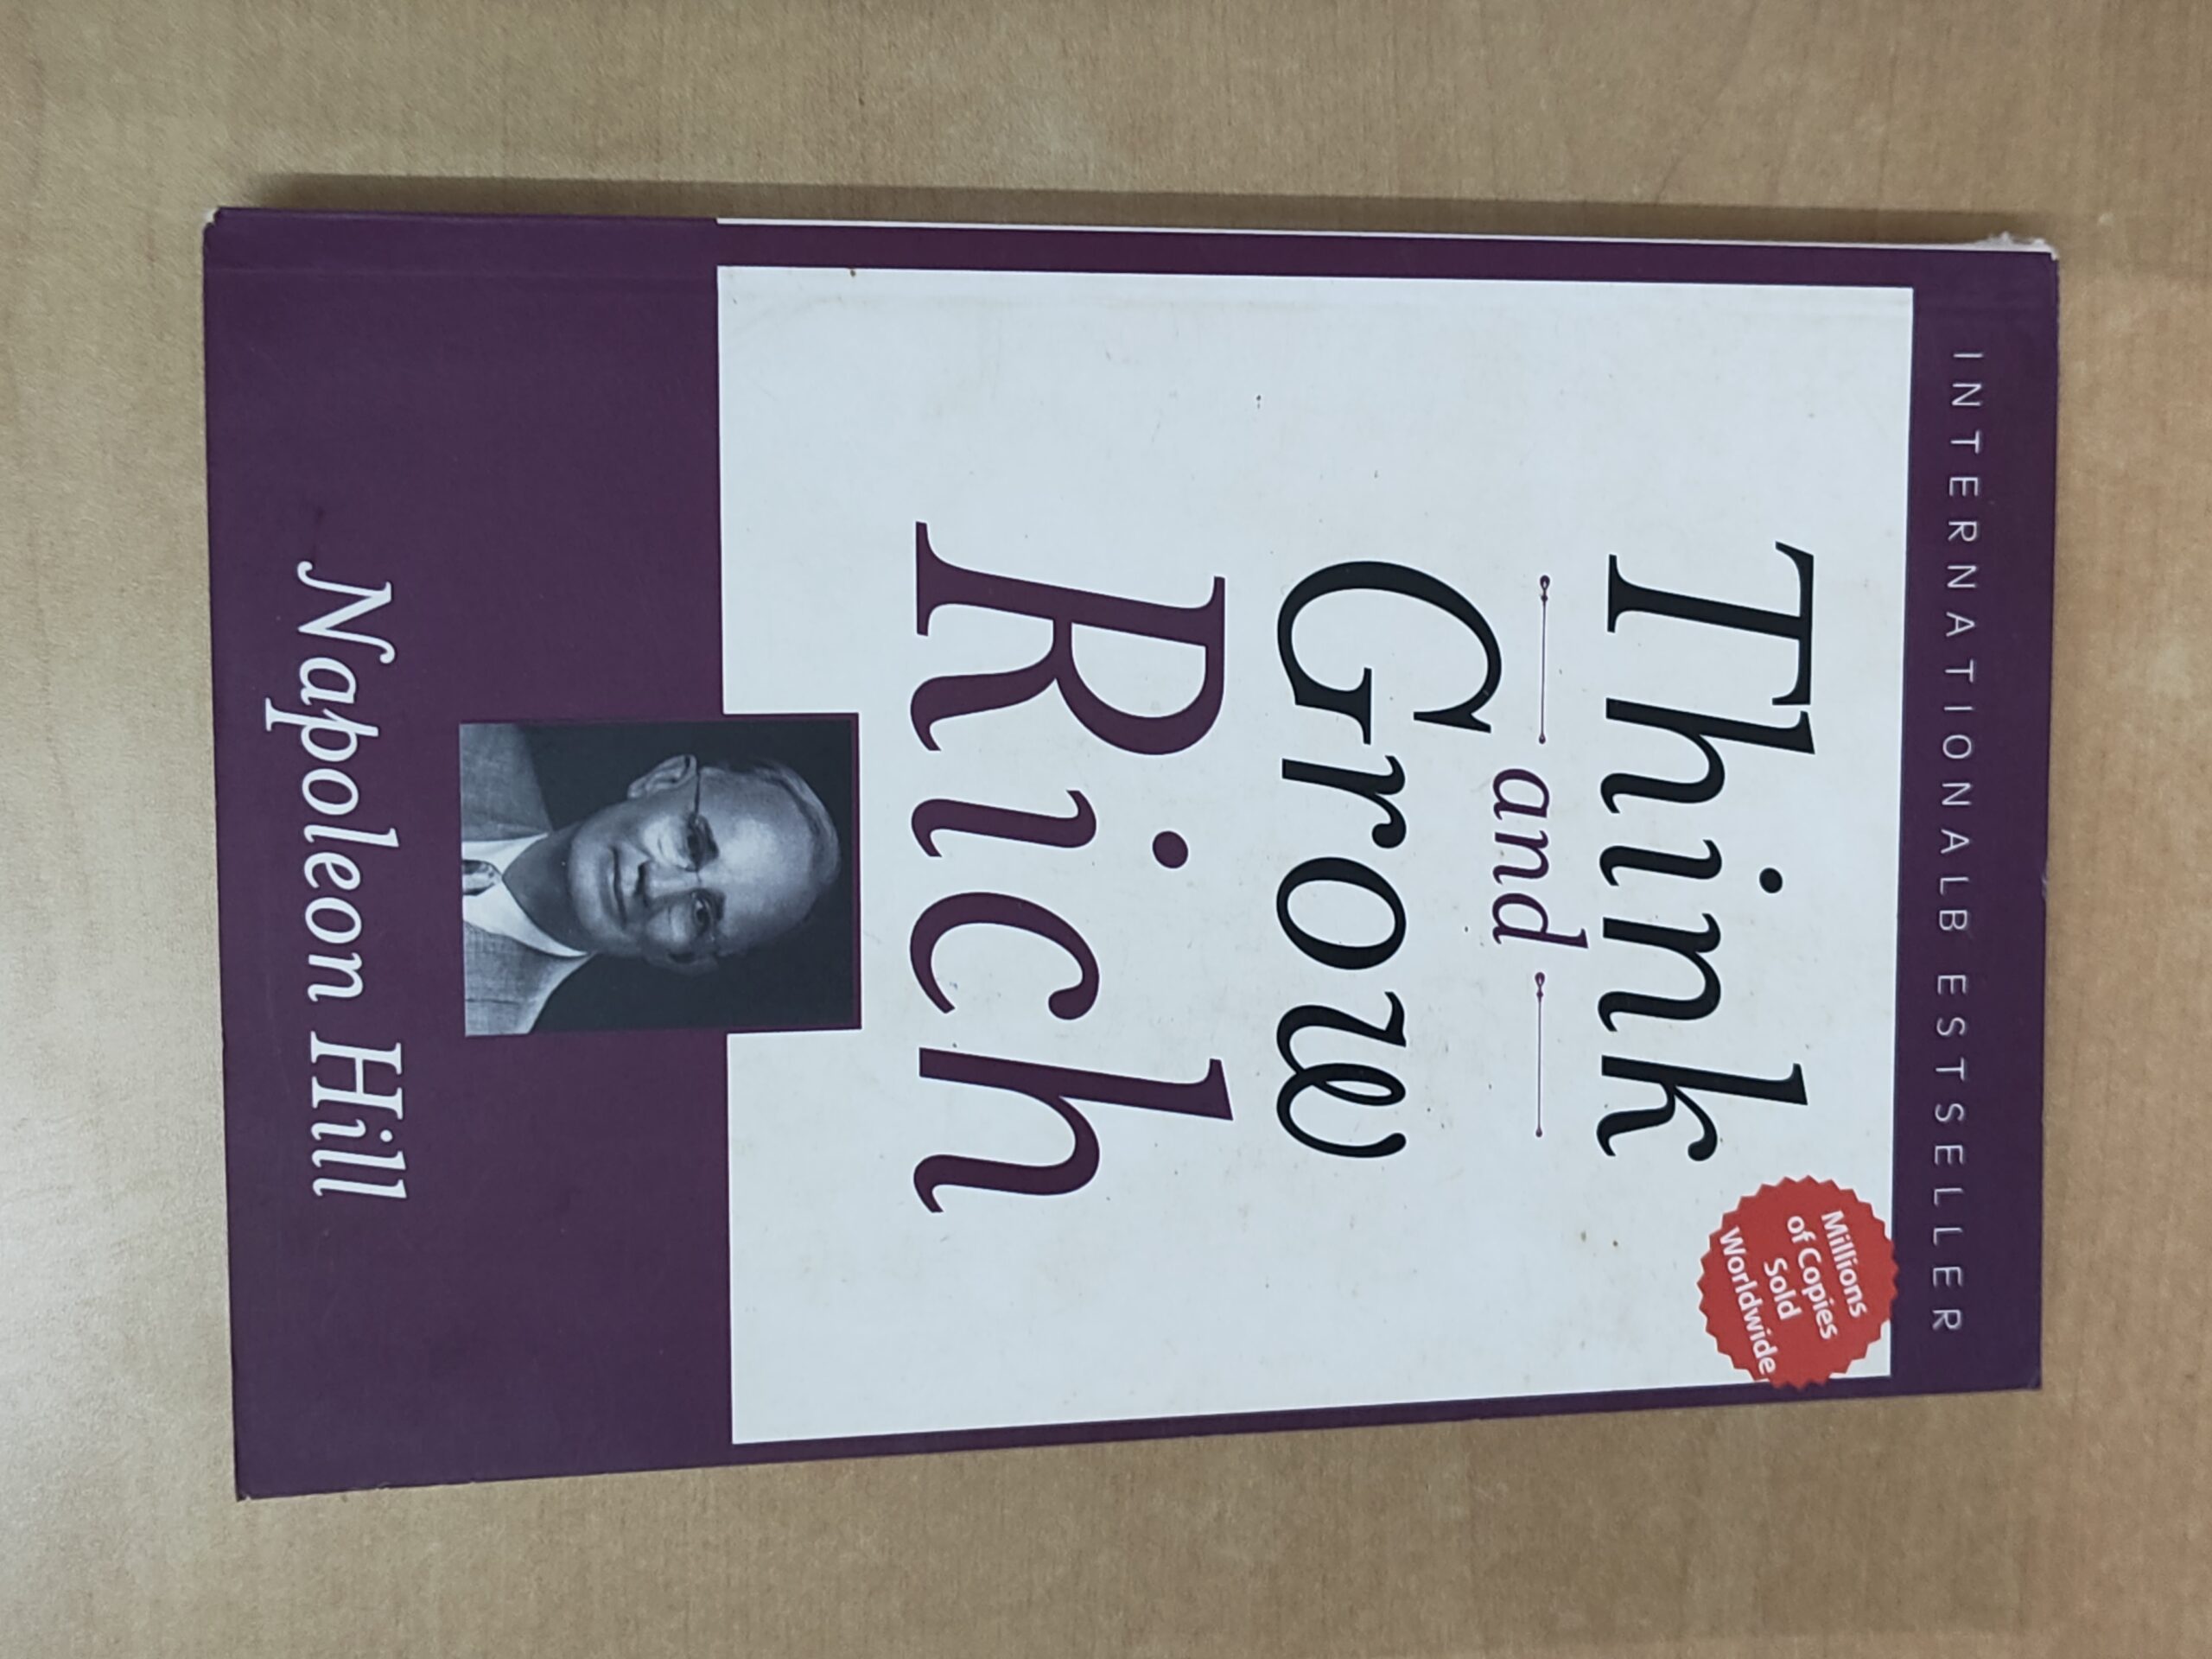 INTERNATIONALB ESTSELLER
Millions
of Copies
Sold
Worldwide
Think
and
Grow
Rich
Napoleon Hill